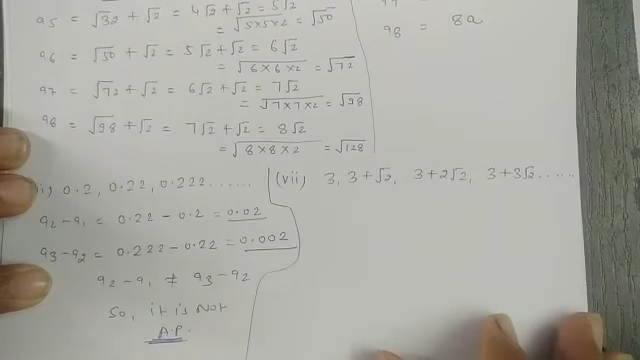 a5 = √32 + √2 = 4√2 + √2 = 5√2
= √5×5×2 = √50
a6 = √50 + √2 = 5√2 + √2 = 6√2
= √6×6×2 = √72
a7 = √72 + √2 = 6√2 + √2 = 7√2
= √7×7×2 = √98
a8 = √98 + √2 = 7√2 + √2 = 8√2
= √8×8×2 = √128
a8 = 8a
i) 0.2, 0.22, 0.222 ......
a2 - a1 = 0.22 - 0.2 = 0.02
a3 - a2 = 0.222 - 0.22 = 0.002
a2 - a1 ≠ a3 - a2
So, it is Not
A.P.
(vii) 3, 3+√2, 3+2√2, 3+3√2 ......